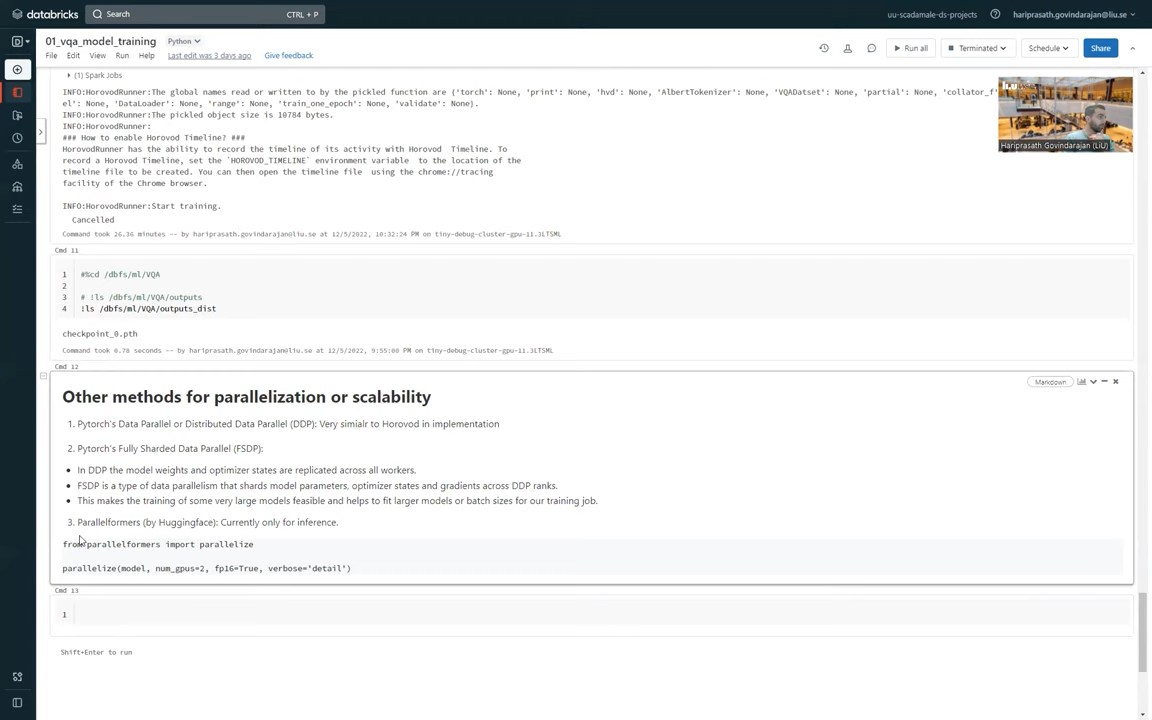 databricks
Search
CTRL + P
uu-scadamale-ds-projects
hariprasath.govindarajan@liu.se
01_vqa_model_training
Python
File
Edit
View
Run
Help
Last edit was 3 days ago
Give feedback
Run all
Terminated
Schedule
Share
(1) Spark Jobs
INFO:HorovodRunner:The global names read or written to by the pickled function are {'torch': None, 'print': None, 'hvd': None, 'AlbertTokenizer': None, 'VQADatset': None, 'partial': None, 'collator_f
el': None, 'DataLoader': None, 'range': None, 'train_one_epoch': None, 'validate': None}.
INFO:HorovodRunner:The pickled object size is 10784 bytes.
INFO:HorovodRunner:
### How to enable Horovod Timeline? ###
HorovodRunner has the ability to record the timeline of its activity with Horovod  Timeline. To
record a Horovod Timeline, set the `HOROVOD_TIMELINE` environment variable  to the location of the
timeline file to be created. You can then open the timeline file  using the chrome://tracing
facility of the Chrome browser.
INFO:HorovodRunner:Start training.
Cancelled
Command took 26.36 minutes -- by hariprasath.govindarajan@liu.se at 12/5/2022, 10:32:24 PM on tiny-debug-cluster-gpu-11.3LTSML
Hariprasath Govindarajan (LiU)
Cmd 11
1 #%cd /dbfs/ml/VQA
2
3 # !ls /dbfs/ml/VQA/outputs
4 !ls /dbfs/ml/VQA/outputs_dist
checkpoint_0.pth
Command took 0.78 seconds -- by hariprasath.govindarajan@liu.se at 12/5/2022, 9:55:00 PM on tiny-debug-cluster-gpu-11.3LTSML
Cmd 12
Markdown
Other methods for parallelization or scalability
1. Pytorch's Data Parallel or Distributed Data Parallel (DDP): Very simialr to Horovod in implementation
2. Pytorch's Fully Sharded Data Parallel (FSDP):
• In DDP the model weights and optimizer states are replicated across all workers.
• FSDP is a type of data parallelism that shards model parameters, optimizer states and gradients across DDP ranks.
• This makes the training of some very large models feasible and helps to fit larger models or batch sizes for our training job.
3. Parallelformers (by Huggingface): Currently only for inference.
from parallelformers import parallelize
parallelize(model, num_gpus=2, fp16=True, verbose='detail')
Cmd 13
1
Shift+Enter to run